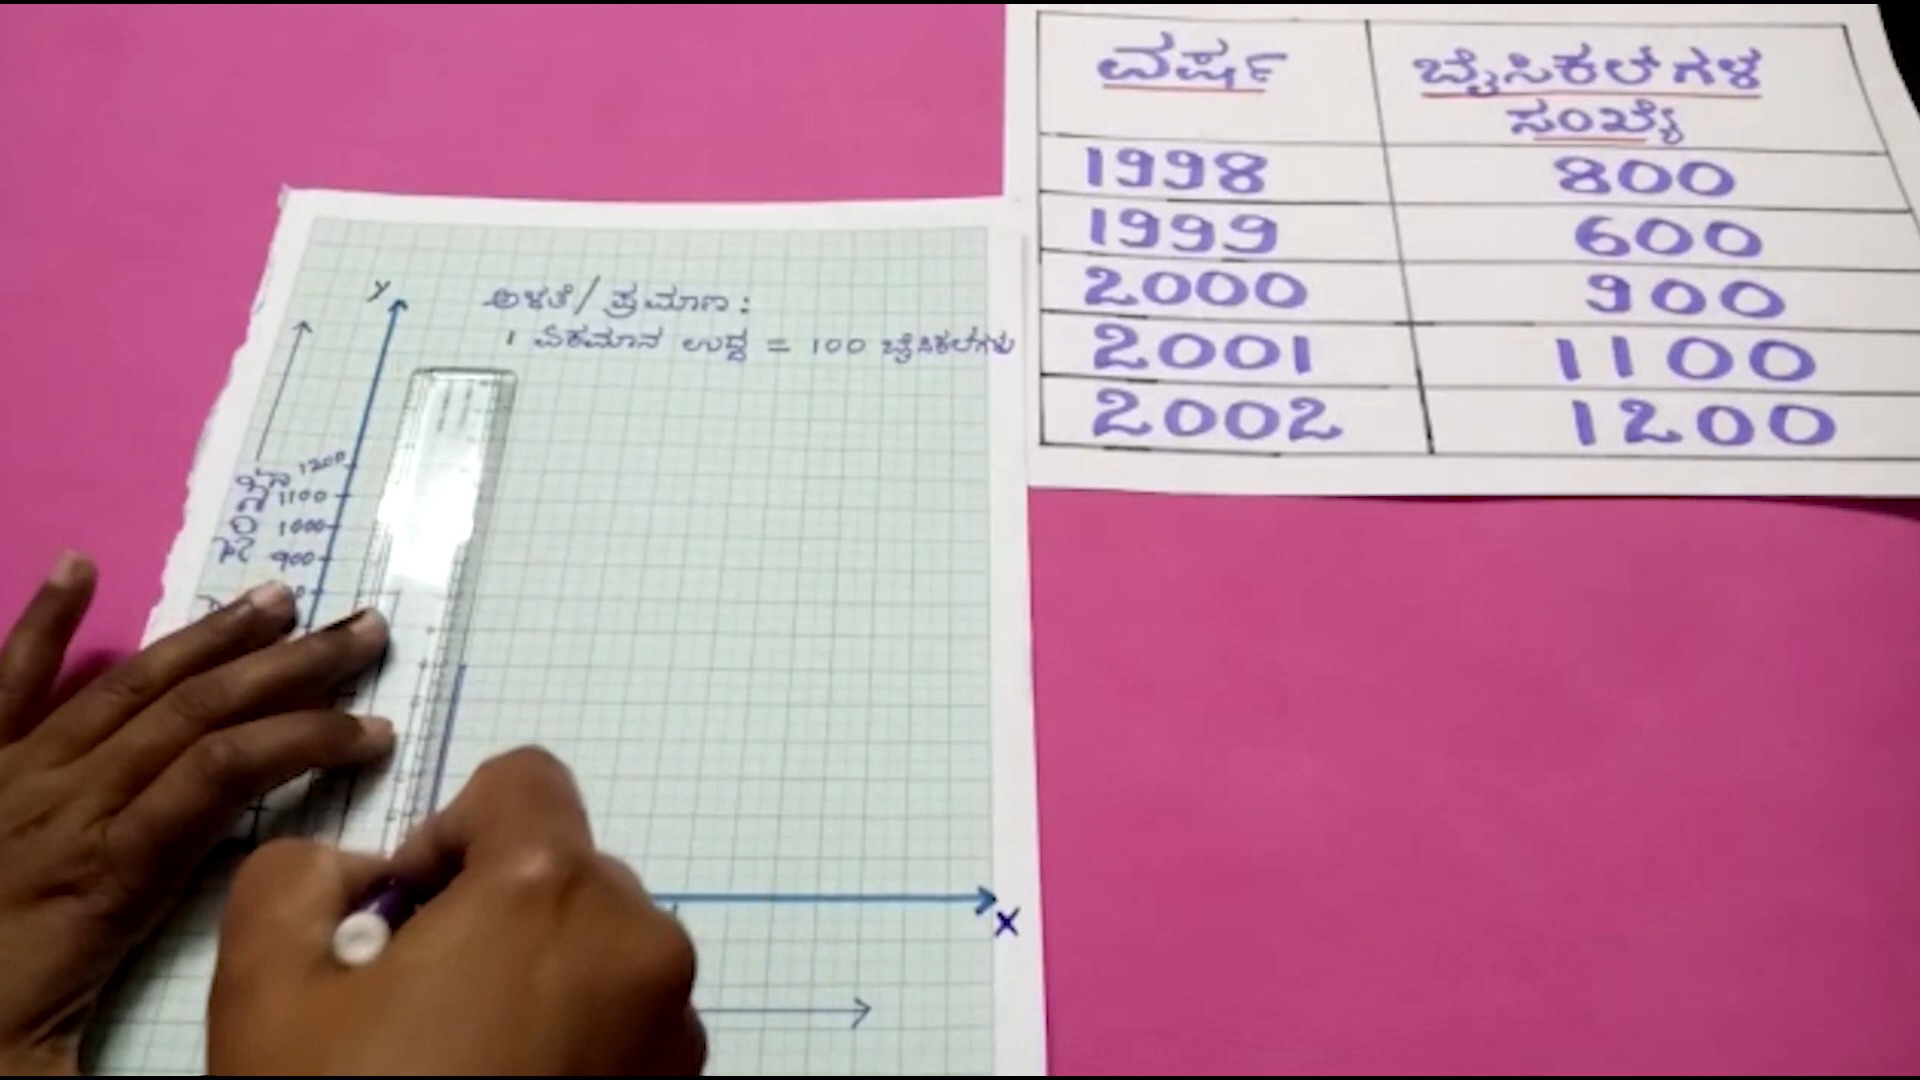 ವರ್ಷ ಬೈಸಿಕಲ್‌ಗಳ ಸಂಖ್ಯೆ
1998 800
1999 600
2000 900
2001 1100
2002 1200
y
ಅಳತೆ/ಪ್ರಮಾಣ:
1 ಏಕಮಾನ ಉದ್ದ = 100 ಬೈಸಿಕಲ್‌ಗಳು
1200
1100
1000
900
X